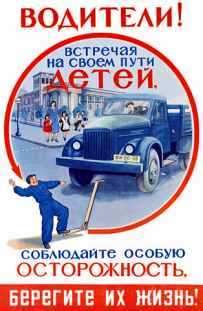 ВОДИТЕЛИ!
ВСТРЕЧАЯ
НА СВОЕМ ПУТИ
ДЕТЕЙ,
СОБЛЮДАЙТЕ ОСОБУЮ
ОСТОРОЖНОСТЬ,
БЕРЕГИТЕ ИХ ЖИЗНЬ!